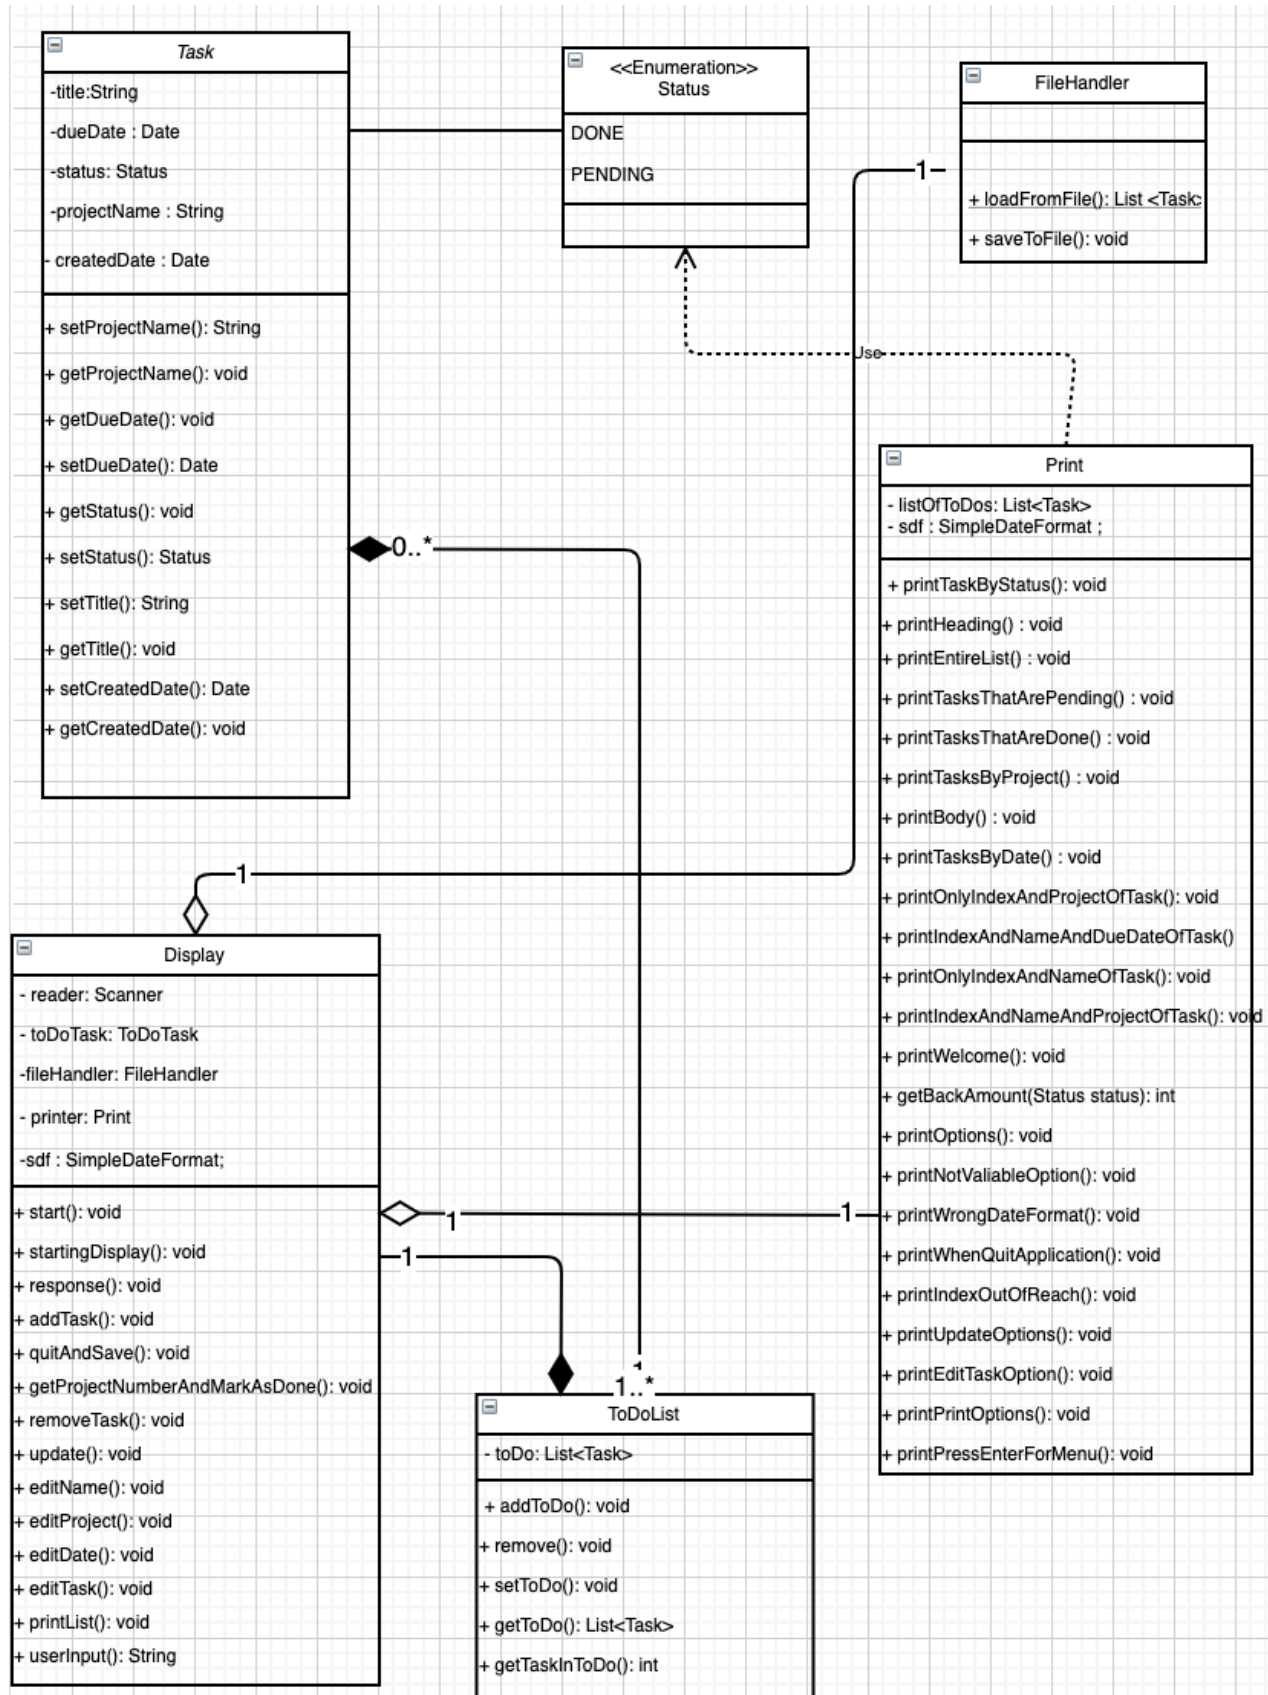 Task
-title:String
-dueDate : Date
-status: Status
-projectName : String
- createdDate : Date
+ setProjectName(): String
+ getProjectName(): void
+ getDueDate(): void
+ setDueDate(): Date
+ getStatus(): void
+ setStatus(): Status
+ setTitle(): String
+ getTitle(): void
+ setCreatedDate(): Date
+ getCreatedDate(): void
<<Enumeration>>
Status
DONE
PENDING
FileHandler
+ loadFromFile(): List <Task>
+ saveToFile(): void
1
Use
0..*
1
Print
- listOfToDos: List<Task>
- sdf : SimpleDateFormat ;
+ printTaskByStatus(): void
+ printHeading() : void
+ printEntireList() : void
+ printTasksThatArePending() : void
+ printTasksThatAreDone() : void
+ printTasksByProject() : void
+ printBody() : void
+ printTasksByDate() : void
+ printOnlyIndexAndProjectOfTask(): void
+ printIndexAndNameAndDueDateOfTask()
+ printOnlyIndexAndNameOfTask(): void
+ printIndexAndNameAndProjectOfTask(): void
+ printWelcome(): void
+ getBackAmount(Status status): int
+ printOptions(): void
+ printNotValiableOption(): void
+ printWrongDateFormat(): void
+ printWhenQuitApplication(): void
+ printIndexOutOfReach(): void
+ printUpdateOptions(): void
+ printEditTaskOption(): void
+ printPrintOptions(): void
+ printPressEnterForMenu(): void
Display
- reader: Scanner
- toDoTask: ToDoTask
-fileHandler: FileHandler
- printer: Print
-sdf : SimpleDateFormat;
+ start(): void
+ startingDisplay(): void
+ response(): void
+ addTask(): void
+ quitAndSave(): void
+ getProjectNumberAndMarkAsDone(): void
+ removeTask(): void
+ update(): void
+ editName(): void
+ editProject(): void
+ editDate(): void
+ editTask(): void
+ printList(): void
+ userInput(): String
1
1
1
1
1..*
ToDoList
- toDo: List<Task>
+ addToDo(): void
+ remove(): void
+ setToDo(): void
+ getToDo(): List<Task>
+ getTaskInToDo(): int